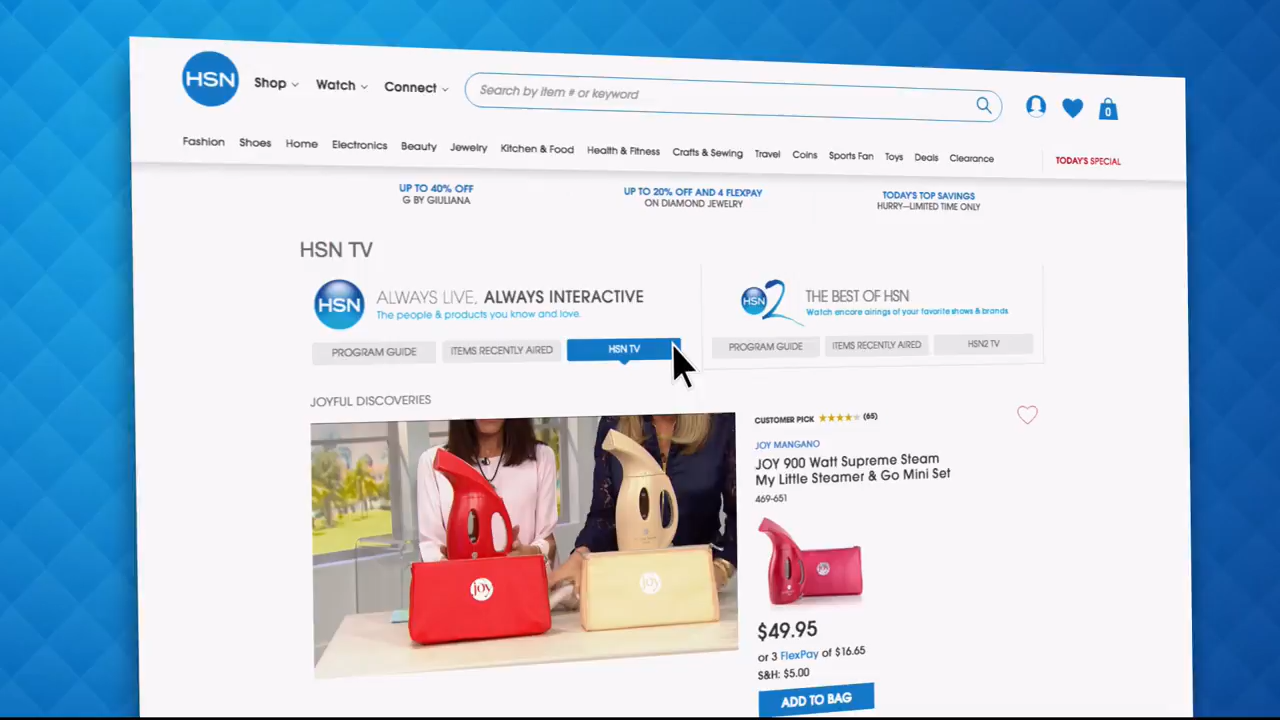 HSN
Shop
Watch
Connect
Search by item # or keyword
0
Fashion
Shoes
Home
Electronics
Beauty
Jewelry
Kitchen & Food
Health & Fitness
Crafts & Sewing
Travel
Coins
Sports Fan
Toys
Deals
Clearance
TODAY'S SPECIAL
UP TO 40% OFF
G BY GIULIANA
UP TO 20% OFF AND 4 FLEXPAY
ON DIAMOND JEWELRY
TODAY'S TOP SAVINGS
HURRY—LIMITED TIME ONLY
HSN TV
HSN
ALWAYS LIVE, ALWAYS INTERACTIVE
The people & products you know and love.
PROGRAM GUIDE
ITEMS RECENTLY AIRED
HSN TV
HSN2
THE BEST OF HSN
Watch encore airings of your favorite shows & brands
PROGRAM GUIDE
ITEMS RECENTLY AIRED
HSN2 TV
JOYFUL DISCOVERIES
joy
joy
CUSTOMER PICK
(65)
JOY MANGANO
JOY 900 Watt Supreme Steam
My Little Steamer & Go Mini Set
469-651
joy
$49.95
or 3 FlexPay of $16.65
S&H: $5.00
ADD TO BAG